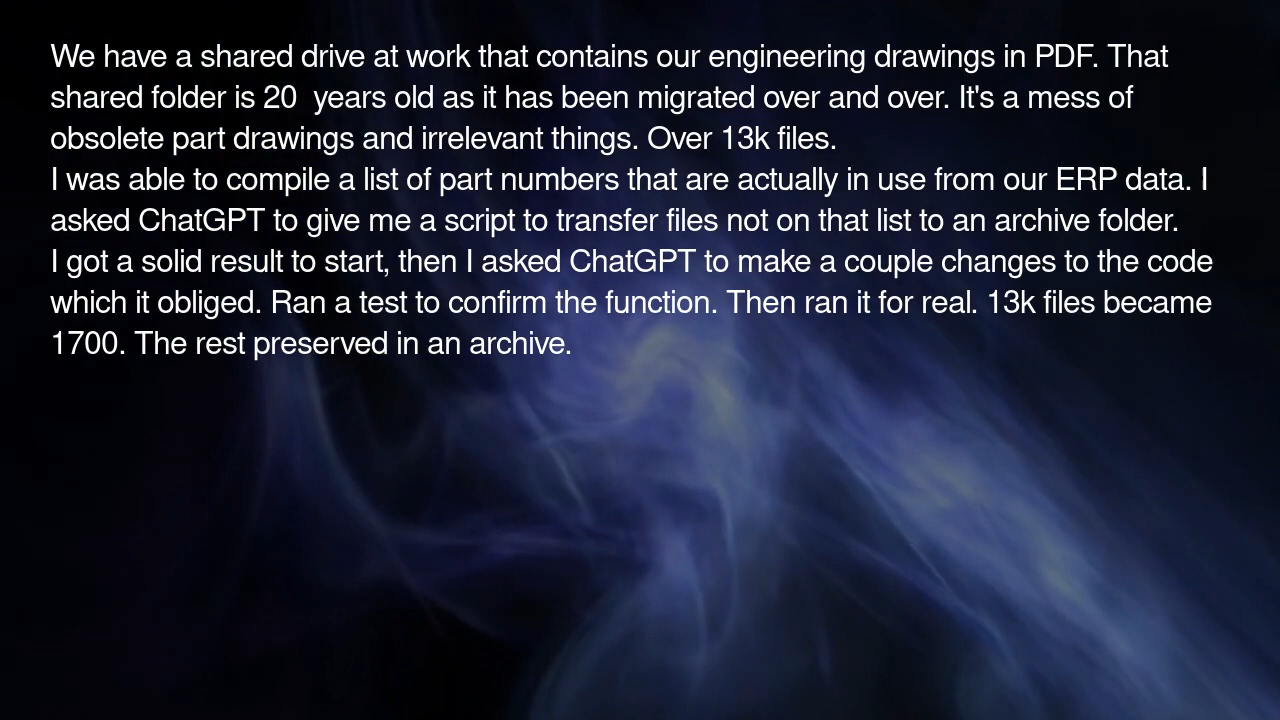 We have a shared drive at work that contains our engineering drawings in PDF. That
shared folder is 20  years old as it has been migrated over and over. It's a mess of
obsolete part drawings and irrelevant things. Over 13k files.
I was able to compile a list of part numbers that are actually in use from our ERP data. I
asked ChatGPT to give me a script to transfer files not on that list to an archive folder.
I got a solid result to start, then I asked ChatGPT to make a couple changes to the code
which it obliged. Ran a test to confirm the function. Then ran it for real. 13k files became
1700. The rest preserved in an archive.